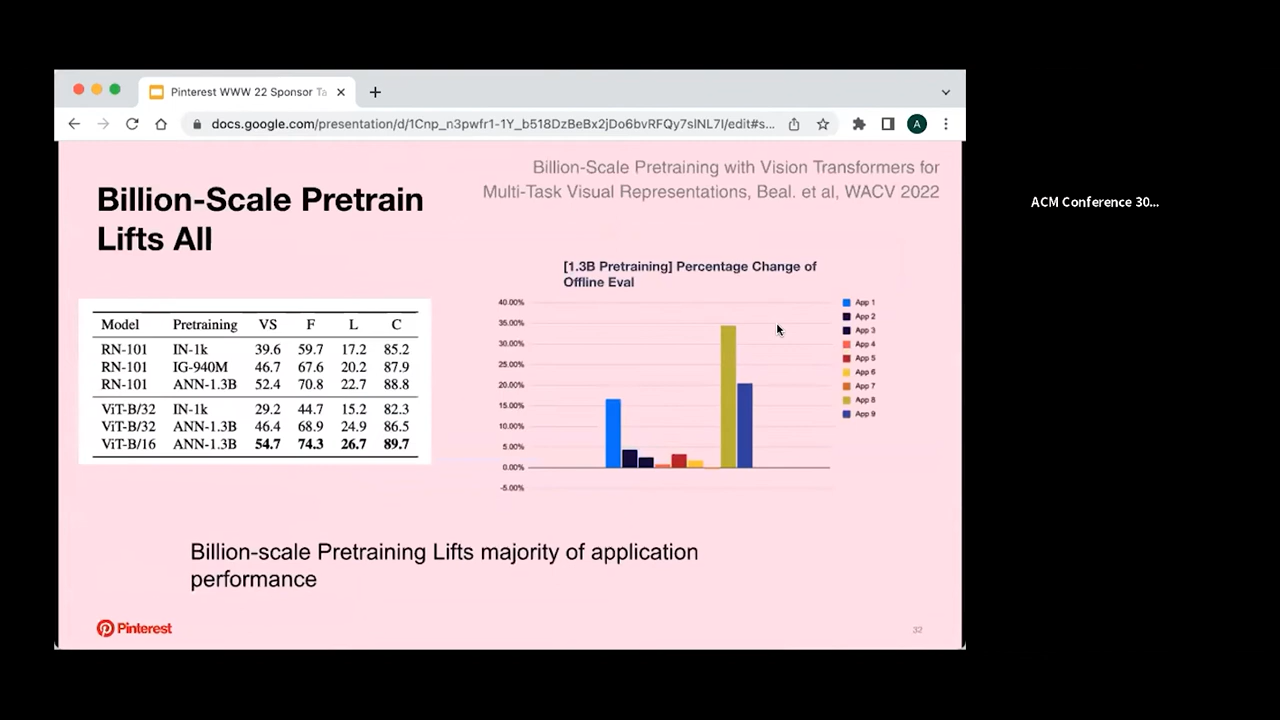 Pinterest WWW 22 Sponsor Ta
docs.google.com/presentation/d/1Cnp_n3pwfr1-1Y_b518DzBeBx2jDo6bvRFQy7slNL7I/edit#s...
A
Billion-Scale Pretraining with Vision Transformers for
Multi-Task Visual Representations, Beal. et al, WACV 2022
Billion-Scale Pretrain
Lifts All
ACM Conference 30...
Model Pretraining VS F L C
RN-101 IN-1k 39.6 59.7 17.2 85.2
RN-101 IG-940M 46.7 67.6 20.2 87.9
RN-101 ANN-1.3B 52.4 70.8 22.7 88.8
ViT-B/32 IN-1k 29.2 44.7 15.2 82.3
ViT-B/32 ANN-1.3B 46.4 68.9 24.9 86.5
ViT-B/16 ANN-1.3B 54.7 74.3 26.7 89.7
[1.3B Pretraining] Percentage Change of
Offline Eval
40.00%
35.00%
30.00%
25.00%
20.00%
15.00%
10.00%
5.00%
0.00%
-5.00%
App 1
App 2
App 3
App 4
App 5
App 6
App 7
App 8
App 9
Billion-scale Pretraining Lifts majority of application
performance
Pinterest
32